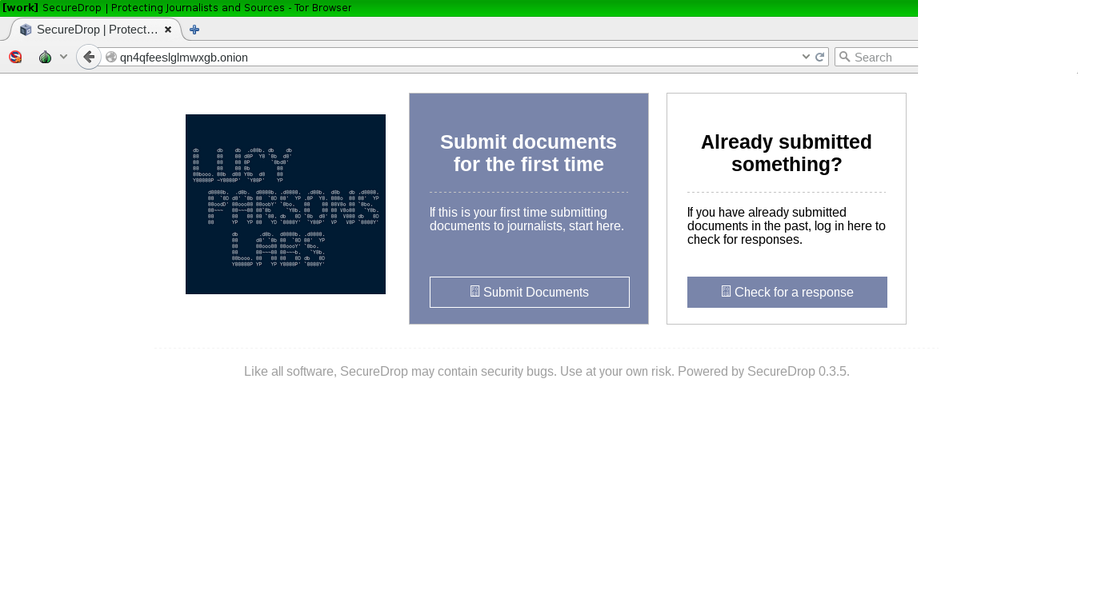 [work] SecureDrop | Protecting Journalists and Sources - Tor Browser
SecureDrop | Protect...
qn4qfeeslglmwxgb.onion
Search
LUCY
PARSONS
LABS
Submit documents
for the first time
If this is your first time submitting
documents to journalists, start here.
Submit Documents
Already submitted
something?
If you have already submitted
documents in the past, log in here to
check for responses.
Check for a response
Like all software, SecureDrop may contain security bugs. Use at your own risk. Powered by SecureDrop 0.3.5.